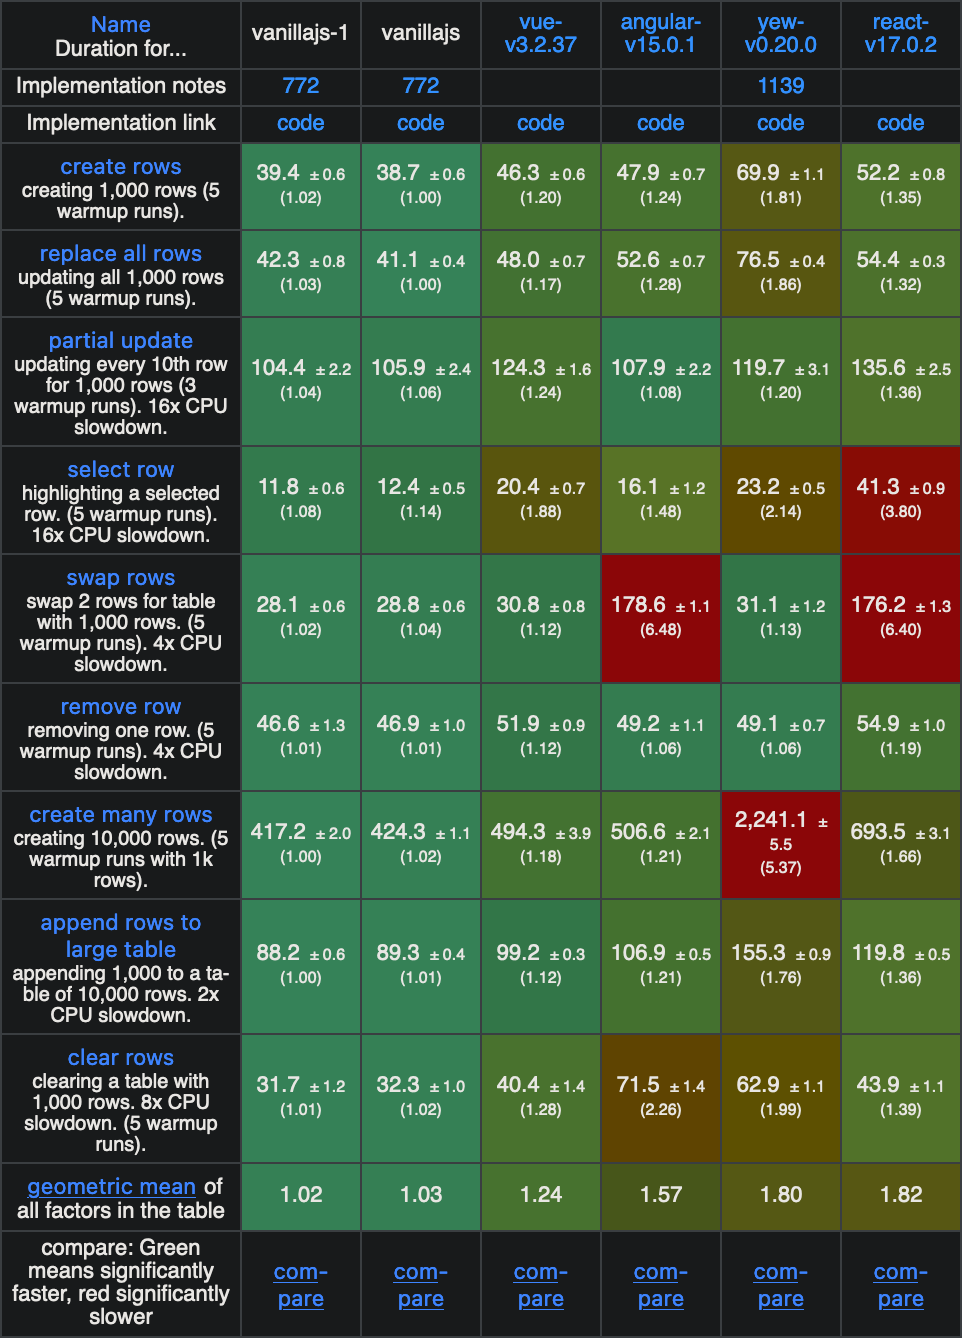 Name
Duration for...
vanillajs-1
vanillajs
vue-
v3.2.37
angular-
v15.0.1
yew-
v0.20.0
react-
v17.0.2
Implementation notes
772
772
1139
Implementation link
code
code
code
code
code
code
create rows
creating 1,000 rows (5
warmup runs).
39.4 ±0.6
(1.02)
38.7 ±0.6
(1.00)
46.3 ±0.6
(1.20)
47.9 ±0.7
(1.24)
69.9 ±1.1
(1.81)
52.2 ±0.8
(1.35)
replace all rows
updating all 1,000 rows
(5 warmup runs).
42.3 ±0.8
(1.03)
41.1 ±0.4
(1.00)
48.0 ±0.7
(1.17)
52.6 ±0.7
(1.28)
76.5 ±0.4
(1.86)
54.4 ±0.3
(1.32)
partial update
updating every 10th row
for 1,000 rows (3
warmup runs). 16x CPU
slowdown.
104.4 ±2.2
(1.04)
105.9 ±2.4
(1.06)
124.3 ±1.6
(1.24)
107.9 ±2.2
(1.08)
119.7 ±3.1
(1.20)
135.6 ±2.5
(1.36)
select row
highlighting a selected
row. (5 warmup runs).
16x CPU slowdown.
11.8 ±0.6
(1.08)
12.4 ±0.5
(1.14)
20.4 ±0.7
(1.88)
16.1 ±1.2
(1.48)
23.2 ±0.5
(2.14)
41.3 ±0.9
(3.80)
swap rows
swap 2 rows for table
with 1,000 rows. (5
warmup runs). 4x CPU
slowdown.
28.1 ±0.6
(1.02)
28.8 ±0.6
(1.04)
30.8 ±0.8
(1.12)
178.6 ±1.1
(6.48)
31.1 ±1.2
(1.13)
176.2 ±1.3
(6.40)
remove row
removing one row. (5
warmup runs). 4x CPU
slowdown.
46.6 ±1.3
(1.01)
46.9 ±1.0
(1.01)
51.9 ±0.9
(1.12)
49.2 ±1.1
(1.06)
49.1 ±0.7
(1.06)
54.9 ±1.0
(1.19)
create many rows
creating 10,000 rows. (5
warmup runs with 1k
rows).
417.2 ±2.0
(1.00)
424.3 ±1.1
(1.02)
494.3 ±3.9
(1.18)
506.6 ±2.1
(1.21)
2,241.1 ±
5.5
(5.37)
693.5 ±3.1
(1.66)
append rows to
large table
appending 1,000 to a ta-
ble of 10,000 rows. 2x
CPU slowdown.
88.2 ±0.6
(1.00)
89.3 ±0.4
(1.01)
99.2 ±0.3
(1.12)
106.9 ±0.5
(1.21)
155.3 ±0.9
(1.76)
119.8 ±0.5
(1.36)
clear rows
clearing a table with
1,000 rows. 8x CPU
slowdown. (5 warmup
runs).
31.7 ±1.2
(1.01)
32.3 ±1.0
(1.02)
40.4 ±1.4
(1.28)
71.5 ±1.4
(2.26)
62.9 ±1.1
(1.99)
43.9 ±1.1
(1.39)
geometric mean of
all factors in the table
1.02
1.03
1.24
1.57
1.80
1.82
compare: Green
means significantly
faster, red significantly
slower
com-
pare
com-
pare
com-
pare
com-
pare
com-
pare
com-
pare